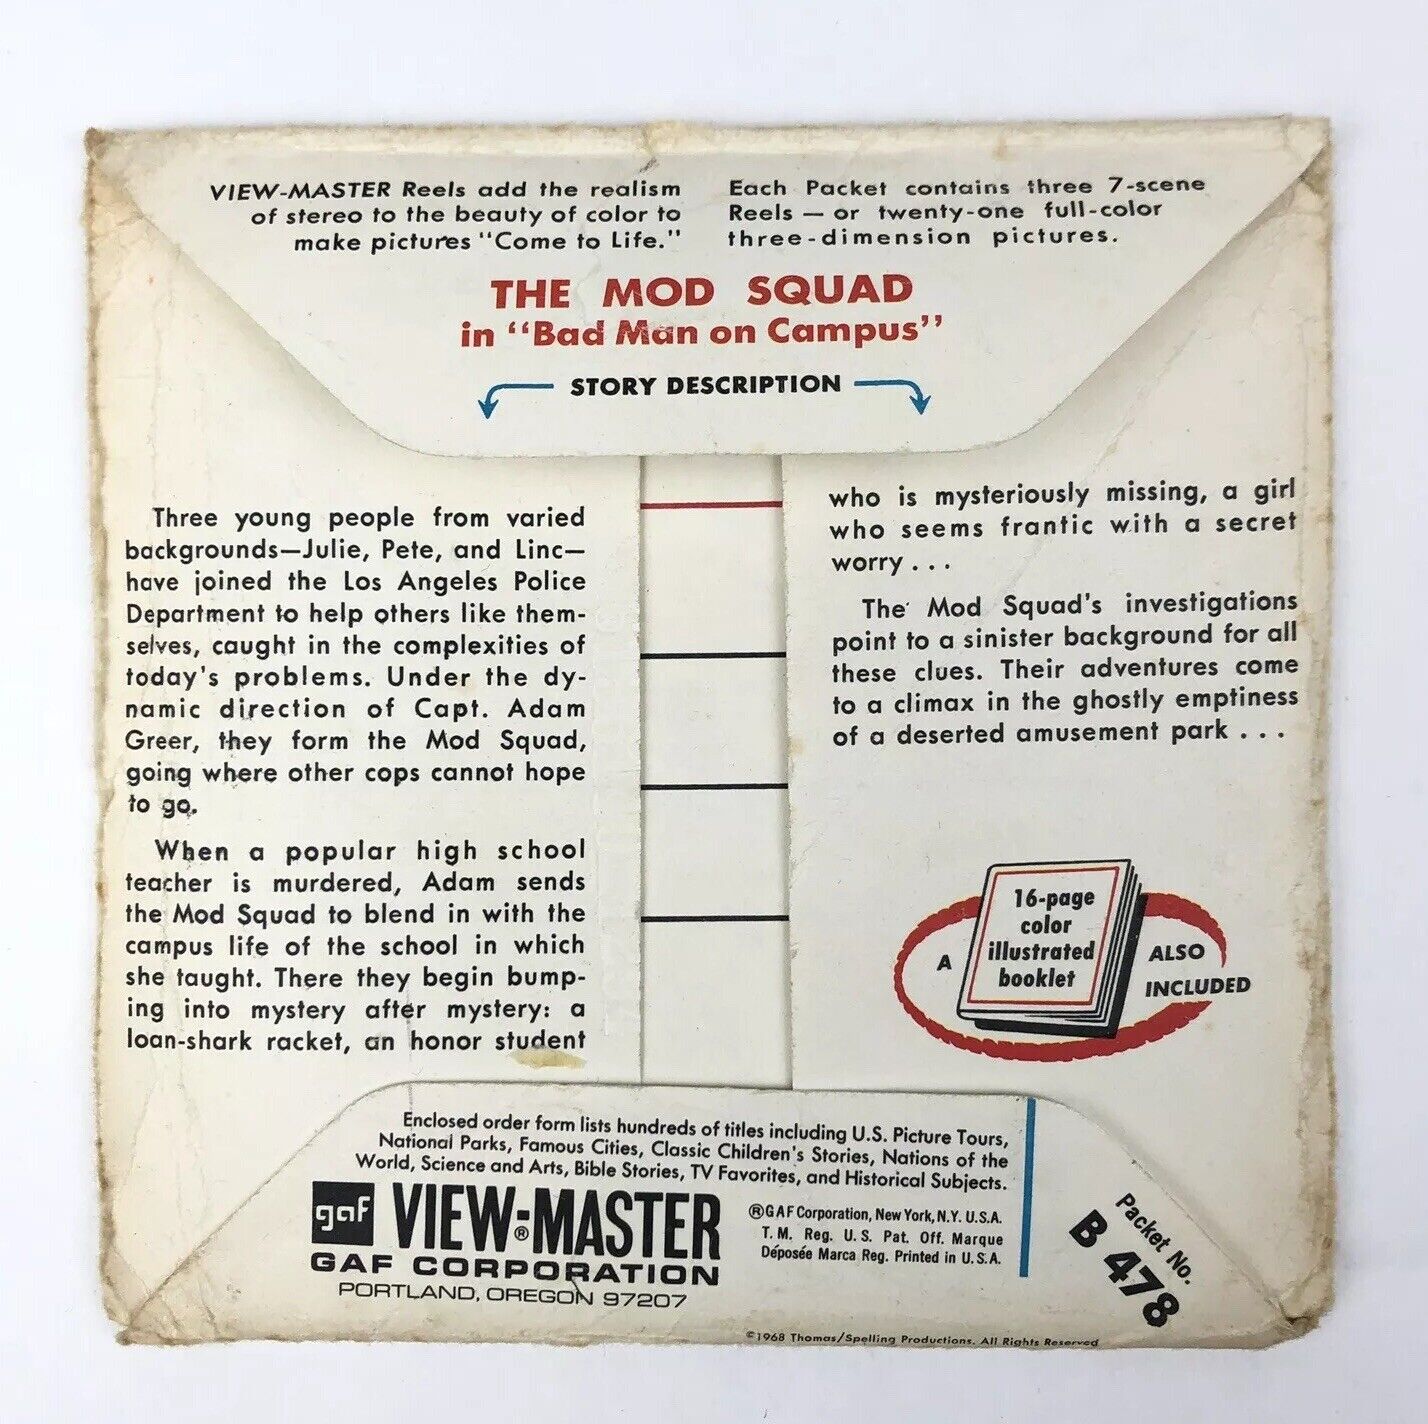 VIEW-MASTER Reels add the realism
of stereo to the beauty of color to
make pictures "Come to Life."
Each Packet contains three 7-scene
Reels — or twenty-one full-color
three-dimension pictures.
THE MOD SQUAD
in "Bad Man on Campus"
STORY DESCRIPTION
Three young people from varied
backgrounds—Julie, Pete, and Linc—
have joined the Los Angeles Police
Department to help others like them-
selves, caught in the complexities of
today's problems. Under the dy-
namic direction of Capt. Adam
Greer, they form the Mod Squad,
going where other cops cannot hope
to go.
When a popular high school
teacher is murdered, Adam sends
the Mod Squad to blend in with the
campus life of the school in which
she taught. There they begin bump-
ing into mystery after mystery: a
loan-shark racket, an honor student
who is mysteriously missing, a girl
who seems frantic with a secret
worry . . .
The Mod Squad's investigations
point to a sinister background for all
these clues. Their adventures come
to a climax in the ghostly emptiness
of a deserted amusement park . . .
A
16-page
color
illustrated
booklet
ALSO
INCLUDED
Enclosed order form lists hundreds of titles including U.S. Picture Tours,
National Parks, Famous Cities, Classic Children's Stories, Nations of the
World, Science and Arts, Bible Stories, TV Favorites, and Historical Subjects.
gaf VIEW-MASTER ®
GAF CORPORATION
PORTLAND, OREGON 97207
®GAF Corporation, New York, N.Y. U.S.A.
T. M. Reg. U. S. Pat. Off. Marque
Déposée Marca Reg. Printed in U.S.A.
Packet No.
B 478
©1968 Thomas/Spelling Productions. All Rights Reserved